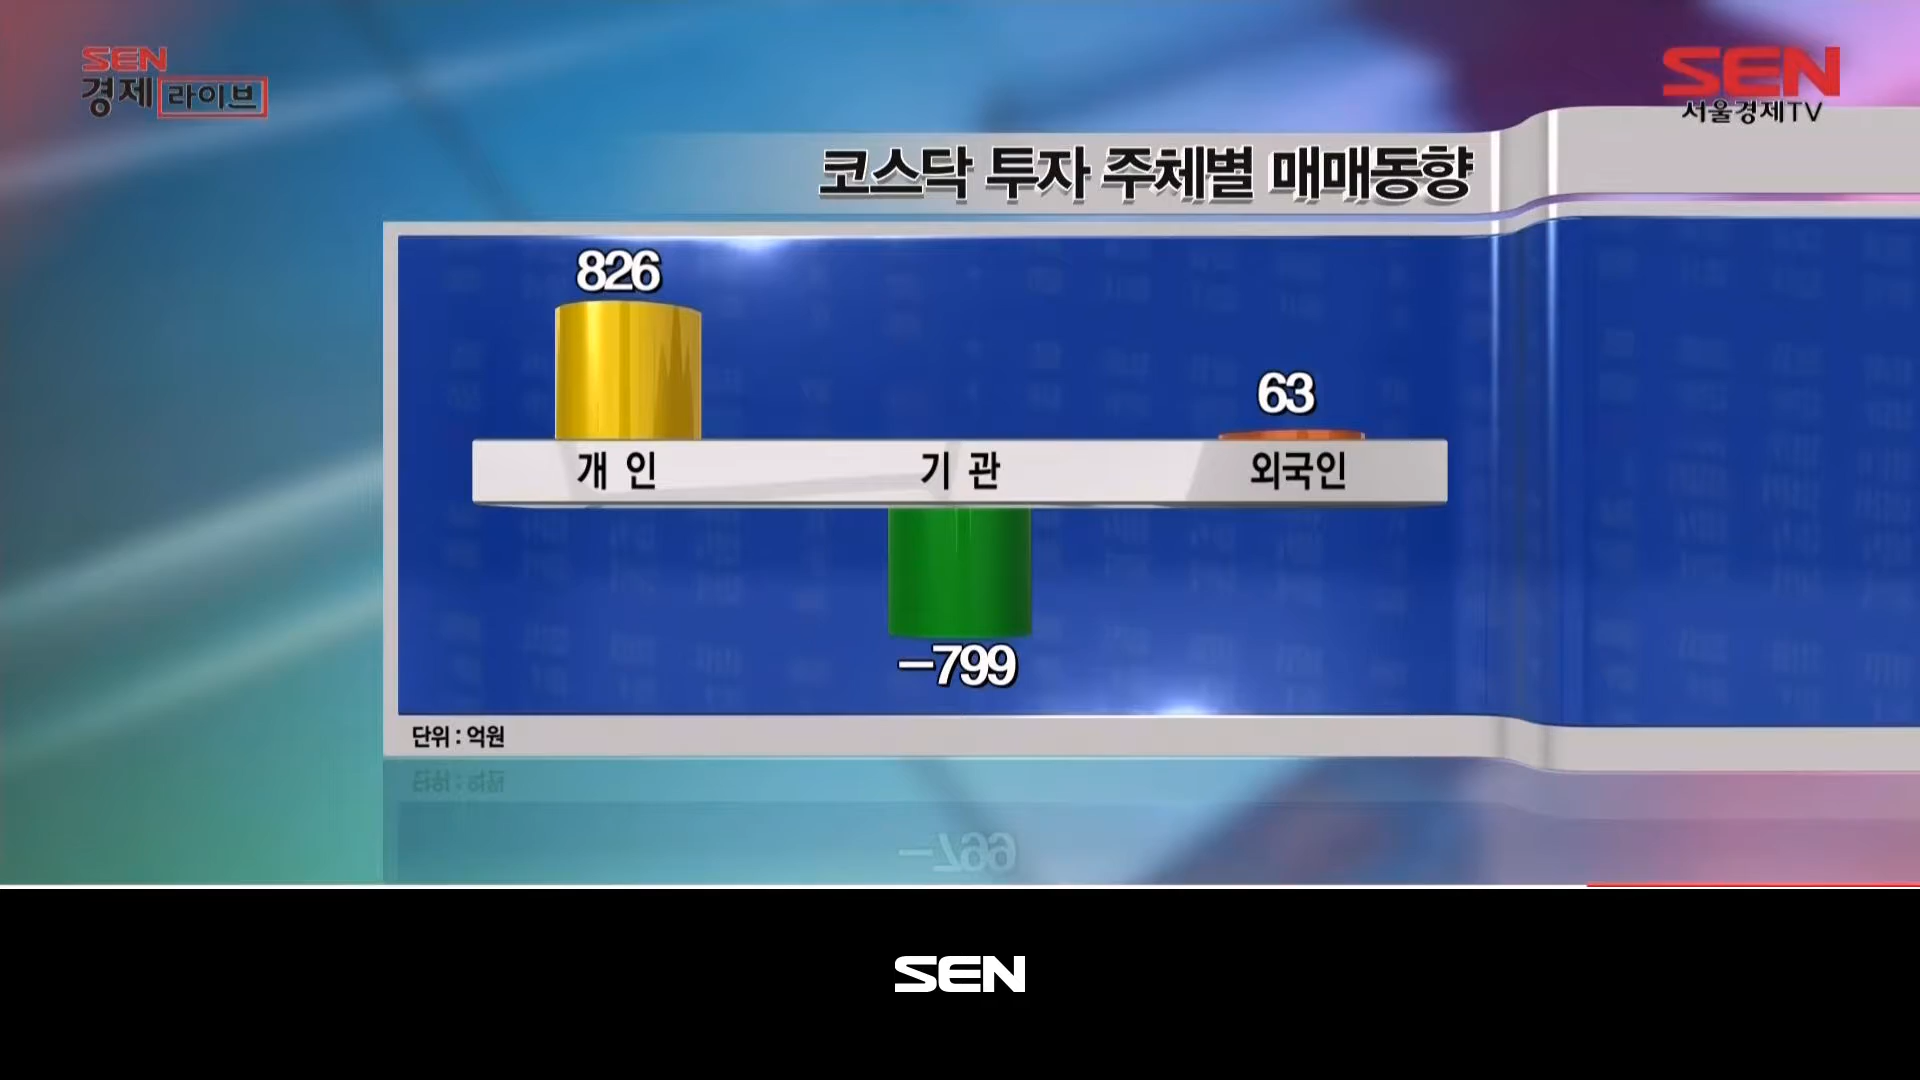 SEN
경제라이브
SEN
서울경제TV
코스닥 투자 주체별 매매동향
826
63
개 인 기 관 외국인
-799
단위 : 억원
SEN